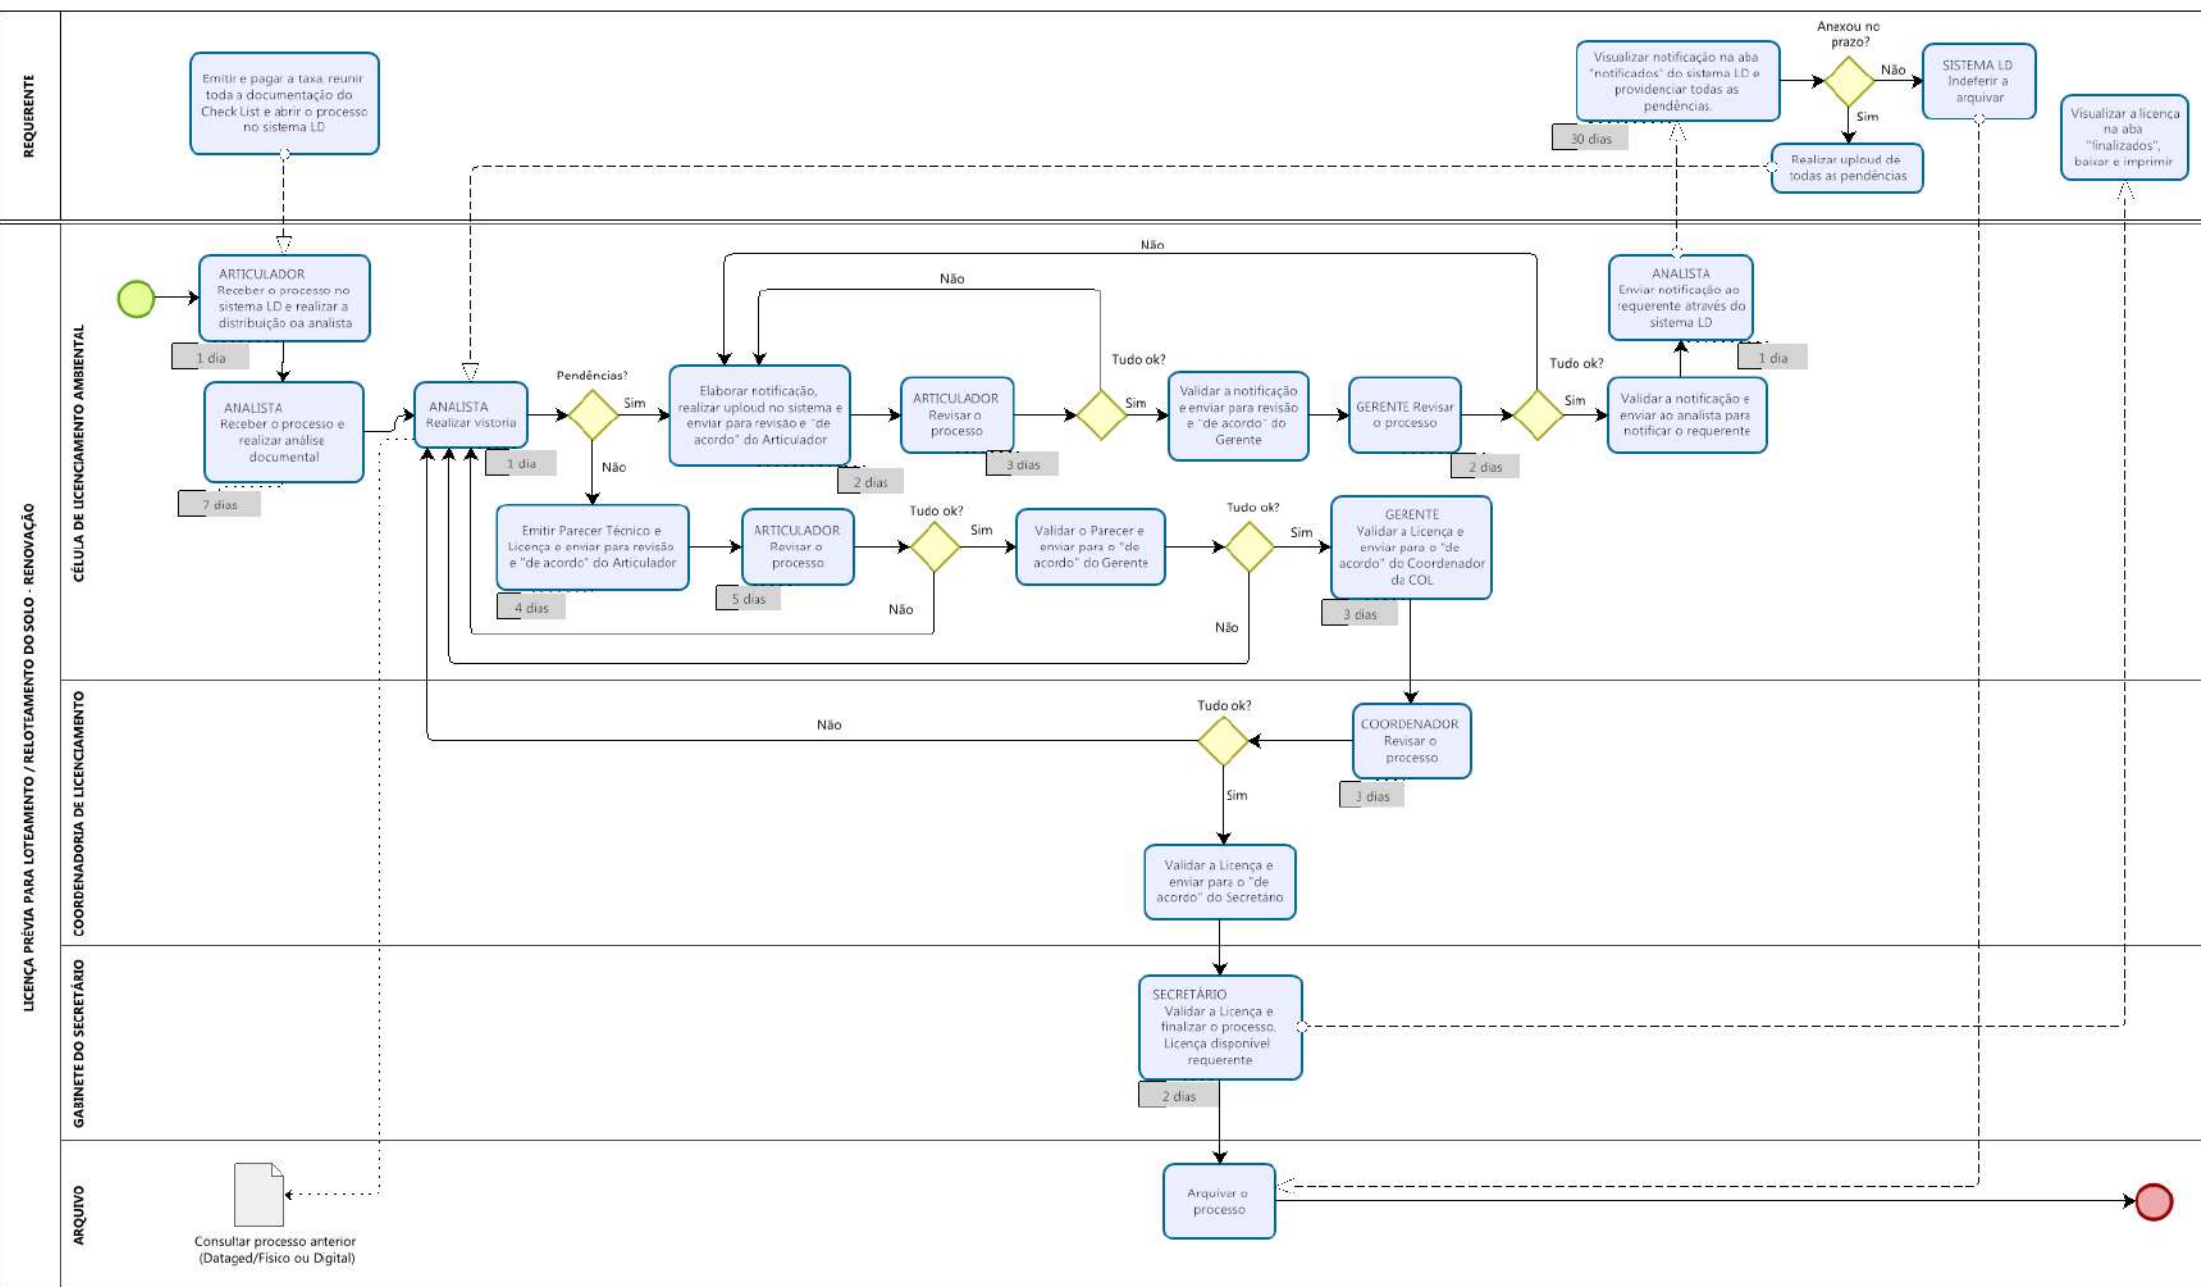 LICENÇA PRÉVIA PARA LOTEAMENTO / RELOTEAMENTO DO SOLO - RENOVAÇÃO
REQUERENTE
Emitir e pagar a taxa, reunir
toda a documentação do
Check List e abrir o processo
no sistema LD
Visualizar notificação na aba
"notificados" do sistema LD e
providenciar todas as
pendências.
30 dias
Anexou no
prazo?
Não
Sim
SISTEMA LD
Indeferir a
arquivar
Realizar uploud de
todas as pendências
Visualizar a licença
na aba
"finalizados",
baixar e imprimir
CÉLULA DE LICENCIAMENTO AMBIENTAL
ARTICULADOR
Receber o processo no
sistema LD e realizar a
distribuição oa analista
1 dia
ANALISTA
Receber o processo e
realizar análise
documental
7 dias
ANALISTA
Realizar vistoria
1 dia
Pendências?
Sim
Não
Elaborar notificação,
realizar uploud no sistema e
enviar para revisão e "de
acordo" do Articulador
2 dias
ARTICULADOR
Revisar o
processo
3 dias
Tudo ok?
Não
Sim
Validar a notificação
e enviar para revisão
e "de acordo" do
Gerente
GERENTE Revisar
o processo
2 dias
Tudo ok?
Não
Sim
Validar a notificação e
enviar ao analista para
notificar o requerente
ANALISTA
Enviar notificação ao
requerente através do
sistema LD
1 dia
Emitir Parecer Técnico e
Licença e enviar para revisão
e "de acordo" do Articulador
4 dias
ARTICULADOR
Revisar o
processo
5 dias
Tudo ok?
Sim
Não
Validar o Parecer e
enviar para o "de
acordo" do Gerente
Tudo ok?
Sim
Não
GERENTE
Validar a Licença e
enviar para o "de
acordo" do Coordenador
da COL
3 dias
COORDENADORIA DE LICENCIAMENTO
COORDENADOR
Revisar o
processo
3 dias
Tudo ok?
Não
Sim
Validar a Licença e
enviar para o "de
acordo" do Secretário
GABINETE DO SECRETÁRIO
SECRETÁRIO
Validar a Licença e
finalizar o processo.
Licença disponível
requerente
2 dias
ARQUIVO
Consultar processo anterior
(Dataged/Físico ou Digital)
Arquivar o
processo